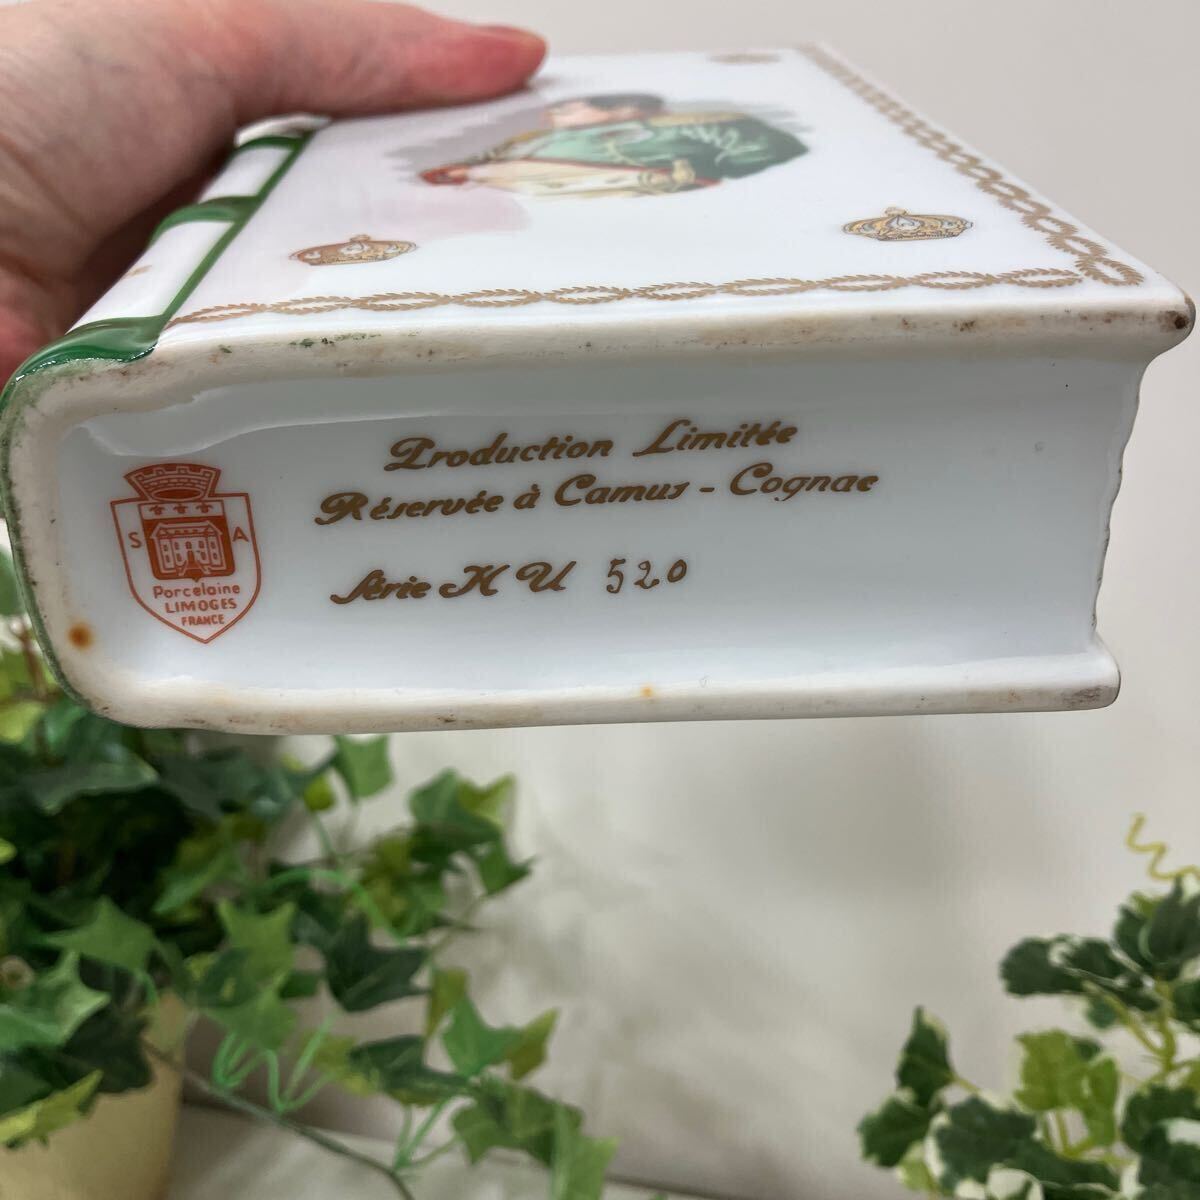 Production Limitée
Réservée à Camus - Cognac
Série H U 520
S A
Porcelaine
LIMOGES
FRANCE